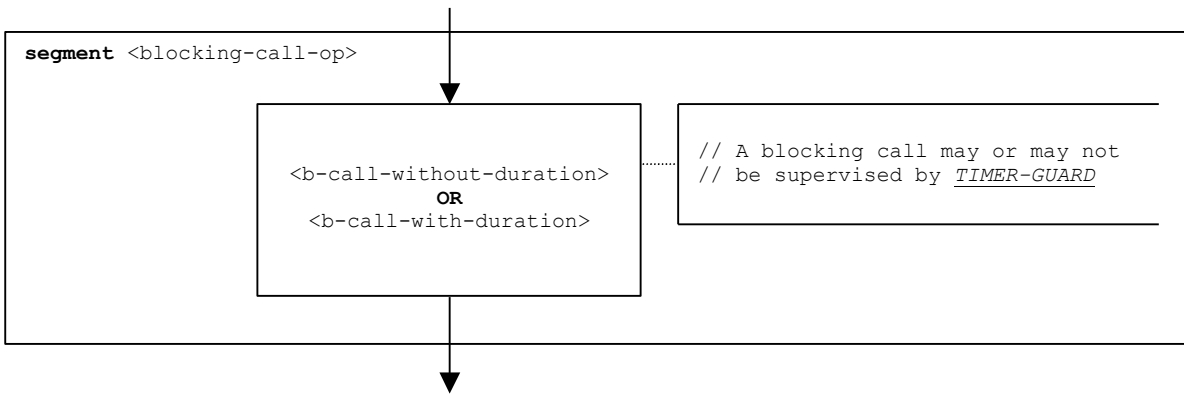 segment <blocking-call-op>
<b-call-without-duration>
OR
<b-call-with-duration>
// A blocking call may or may not
// be supervised by TIMER-GUARD